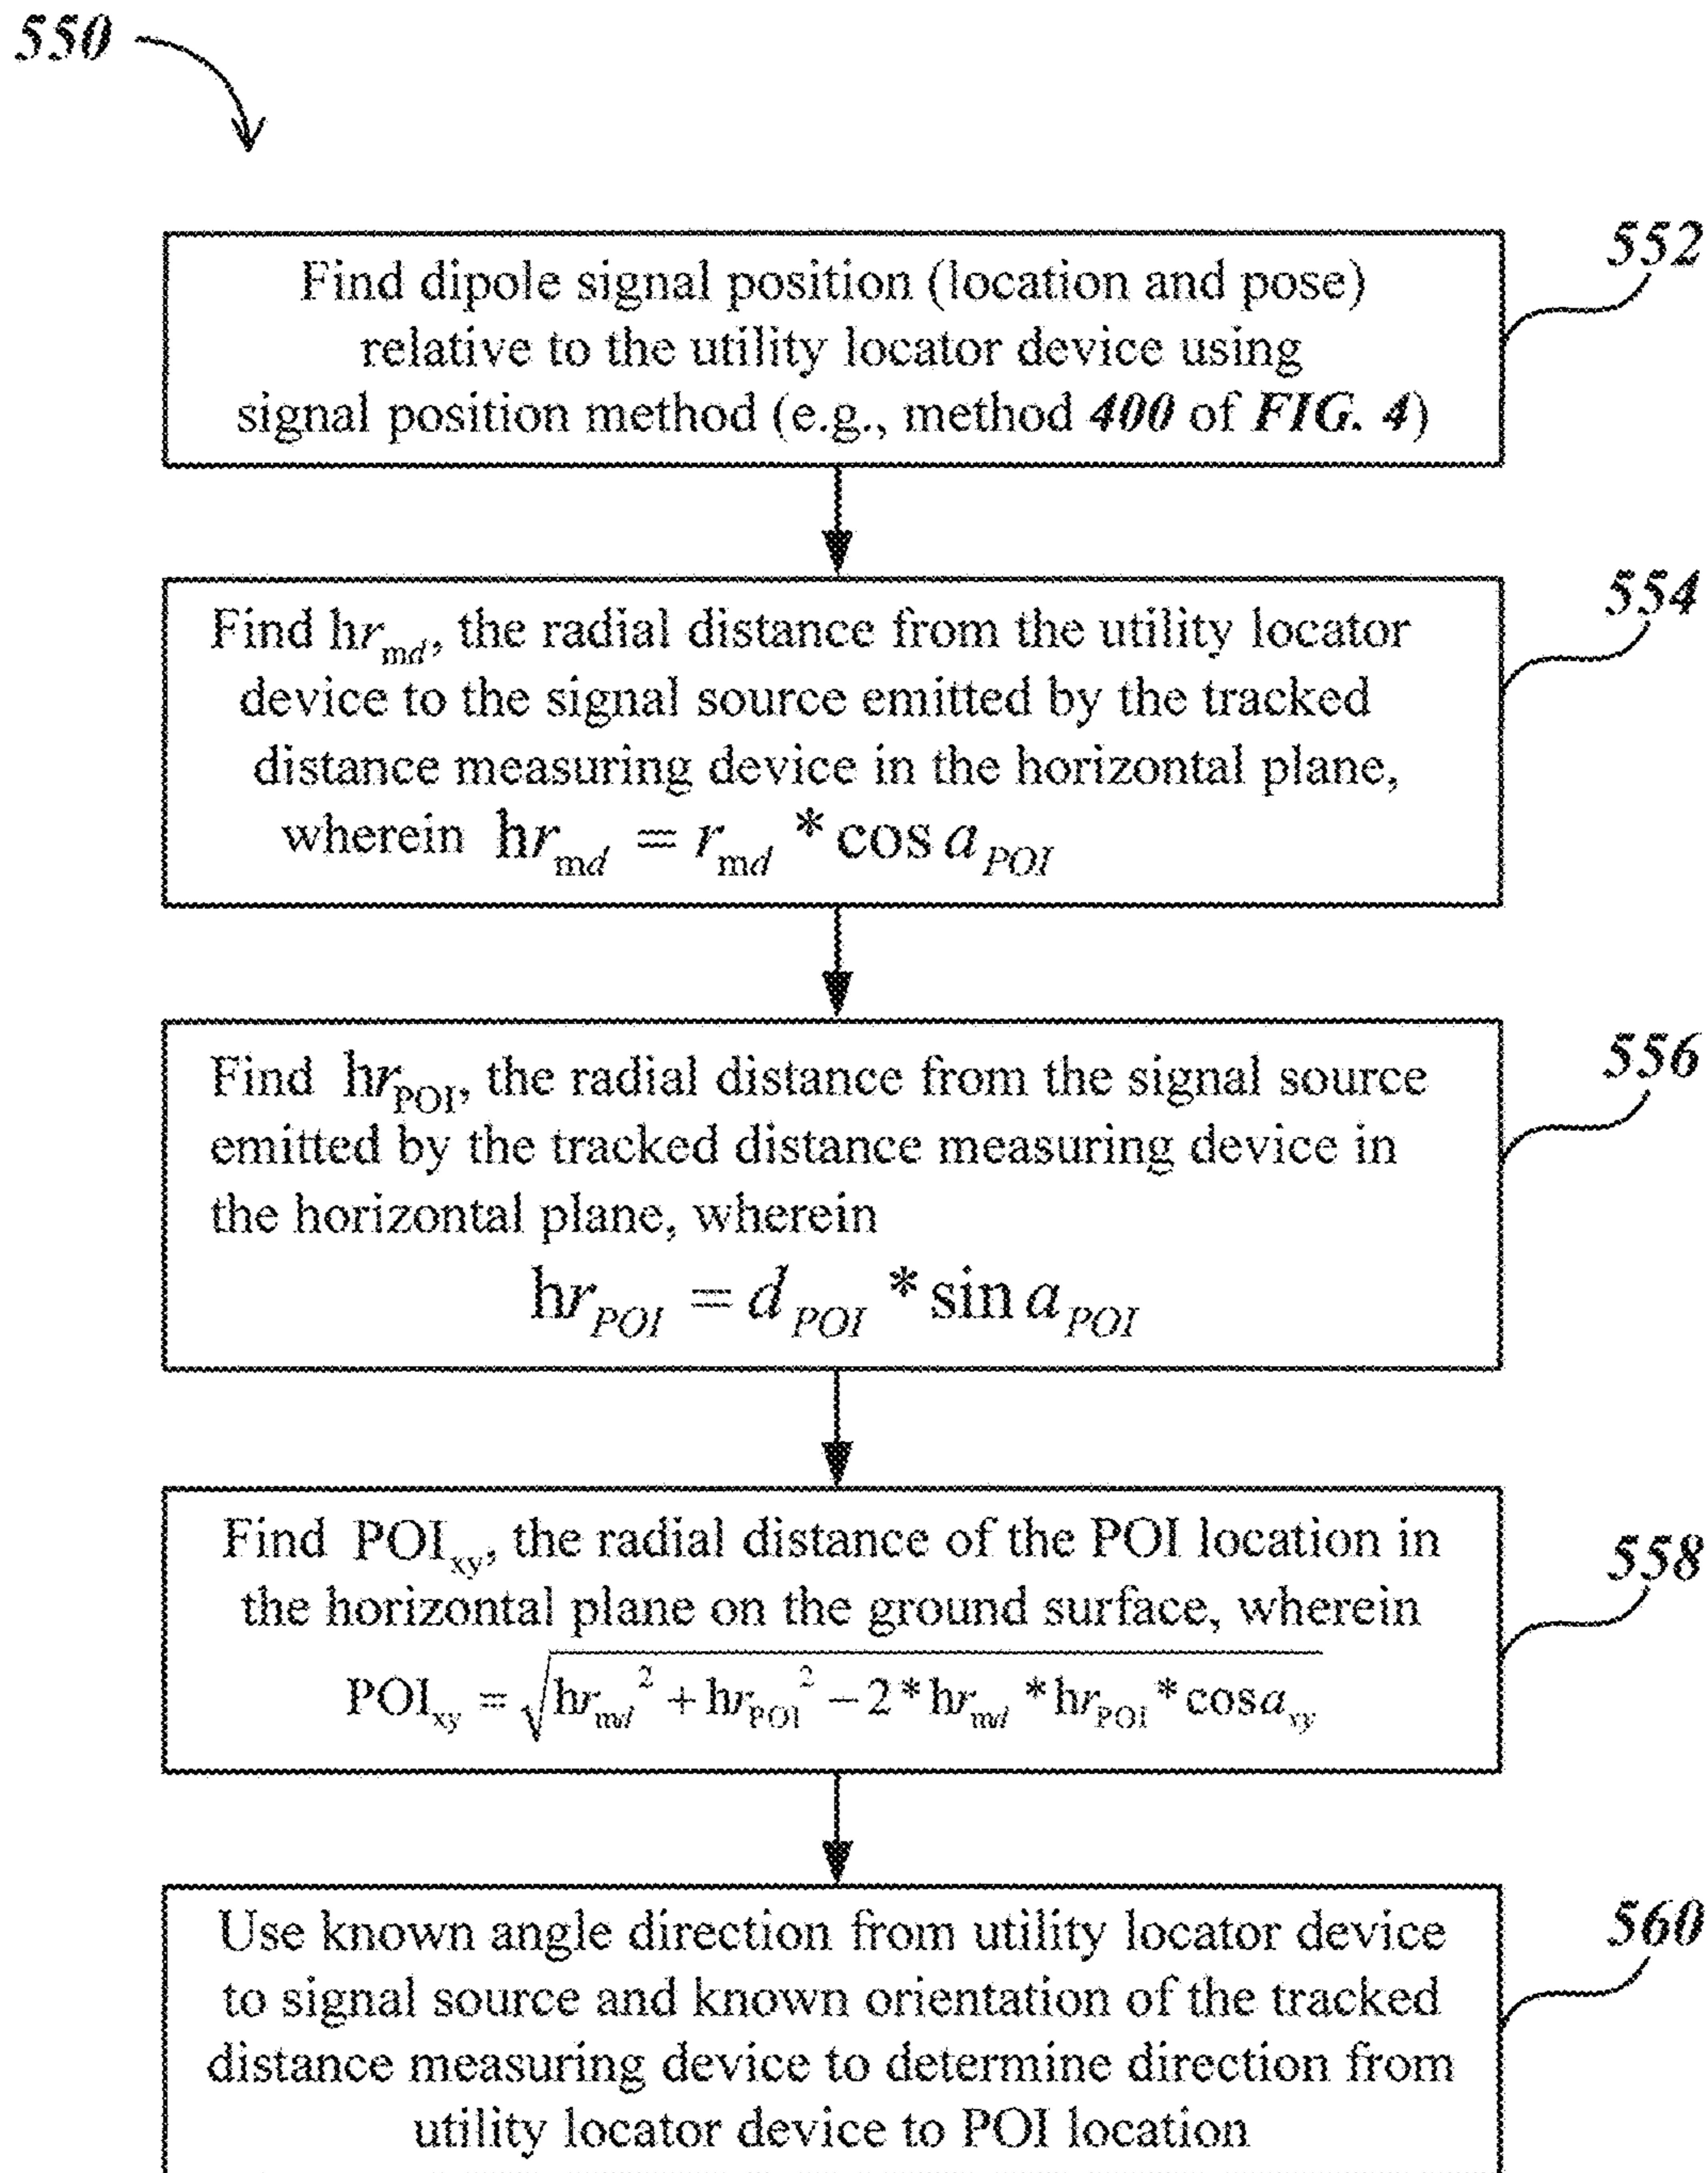 550
552
Find dipole signal position (location and pose)
relative to the utility locator device using
signal position method (e.g., method 400 of FIG. 4)
554
Find hr_md, the radial distance from the utility locator
device to the signal source emitted by the tracked
distance measuring device in the horizontal plane,
wherein hr_md = r_md * cos a_POI
556
Find hr_POI, the radial distance from the signal source
emitted by the tracked distance measuring device in
the horizontal plane, wherein
hr_POI = d_POI * sin a_POI
558
Find POI_xy, the radial distance of the POI location in
the horizontal plane on the ground surface, wherein
POI_xy = √hr_md² + hr_POI² − 2 * hr_md * hr_POI * cos a_xy
560
Use known angle direction from utility locator device
to signal source and known orientation of the tracked
distance measuring device to determine direction from
utility locator device to POI location